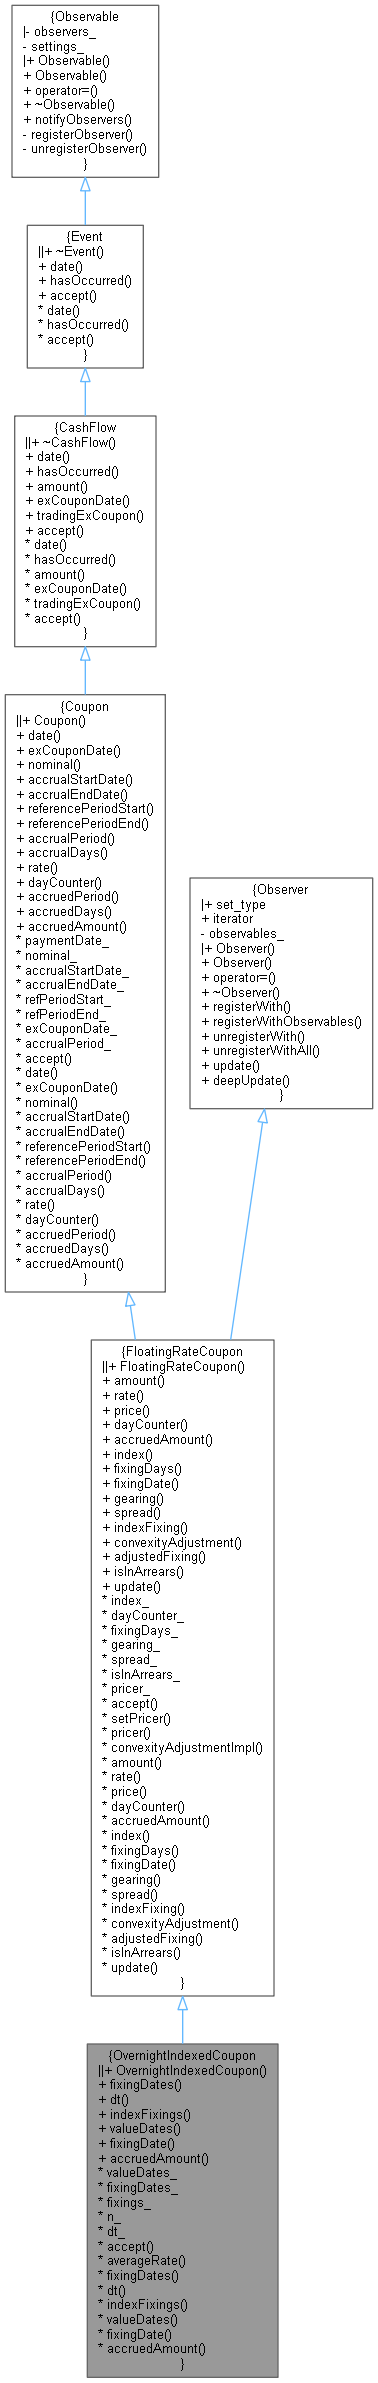 {Observable
|- observers_
- settings_
|+ Observable()
+ Observable()
+ operator=()
+ ~Observable()
+ notifyObservers()
- registerObserver()
- unregisterObserver()
}
{Event
||+ ~Event()
+ date()
+ hasOccurred()
+ accept()
* date()
* hasOccurred()
* accept()
}
{CashFlow
||+ ~CashFlow()
+ date()
+ hasOccurred()
+ amount()
+ exCouponDate()
+ tradingExCoupon()
+ accept()
* date()
* hasOccurred()
* amount()
* exCouponDate()
* tradingExCoupon()
* accept()
}
{Coupon
||+ Coupon()
+ date()
+ exCouponDate()
+ nominal()
+ accrualStartDate()
+ accrualEndDate()
+ referencePeriodStart()
+ referencePeriodEnd()
+ accrualPeriod()
+ accrualDays()
+ rate()
+ dayCounter()
+ accruedPeriod()
+ accruedDays()
+ accruedAmount()
* paymentDate_
* nominal_
* accrualStartDate_
* accrualEndDate_
* refPeriodStart_
* refPeriodEnd_
* exCouponDate_
* accrualPeriod_
* accept()
* date()
* exCouponDate()
* nominal()
* accrualStartDate()
* accrualEndDate()
* referencePeriodStart()
* referencePeriodEnd()
* accrualPeriod()
* accrualDays()
* rate()
* dayCounter()
* accruedPeriod()
* accruedDays()
* accruedAmount()
}
{Observer
|+ set_type
+ iterator
- observables_
|+ Observer()
+ Observer()
+ operator=()
+ ~Observer()
+ registerWith()
+ registerWithObservables()
+ unregisterWith()
+ unregisterWithAll()
+ update()
+ deepUpdate()
}
{FloatingRateCoupon
||+ FloatingRateCoupon()
+ amount()
+ rate()
+ price()
+ dayCounter()
+ accruedAmount()
+ index()
+ fixingDays()
+ fixingDate()
+ gearing()
+ spread()
+ indexFixing()
+ convexityAdjustment()
+ adjustedFixing()
+ isInArrears()
+ update()
* index_
* dayCounter_
* fixingDays_
* gearing_
* spread_
* isInArrears_
* pricer_
* accept()
* setPricer()
* pricer()
* convexityAdjustmentImpl()
* amount()
* rate()
* price()
* dayCounter()
* accruedAmount()
* index()
* fixingDays()
* fixingDate()
* gearing()
* spread()
* indexFixing()
* convexityAdjustment()
* adjustedFixing()
* isInArrears()
* update()
}
{OvernightIndexedCoupon
||+ OvernightIndexedCoupon()
+ fixingDates()
+ dt()
+ indexFixings()
+ valueDates()
+ fixingDate()
+ accruedAmount()
* valueDates_
* fixingDates_
* fixings_
* n_
* dt_
* accept()
* averageRate()
* fixingDates()
* dt()
* indexFixings()
* valueDates()
* fixingDate()
* accruedAmount()
}